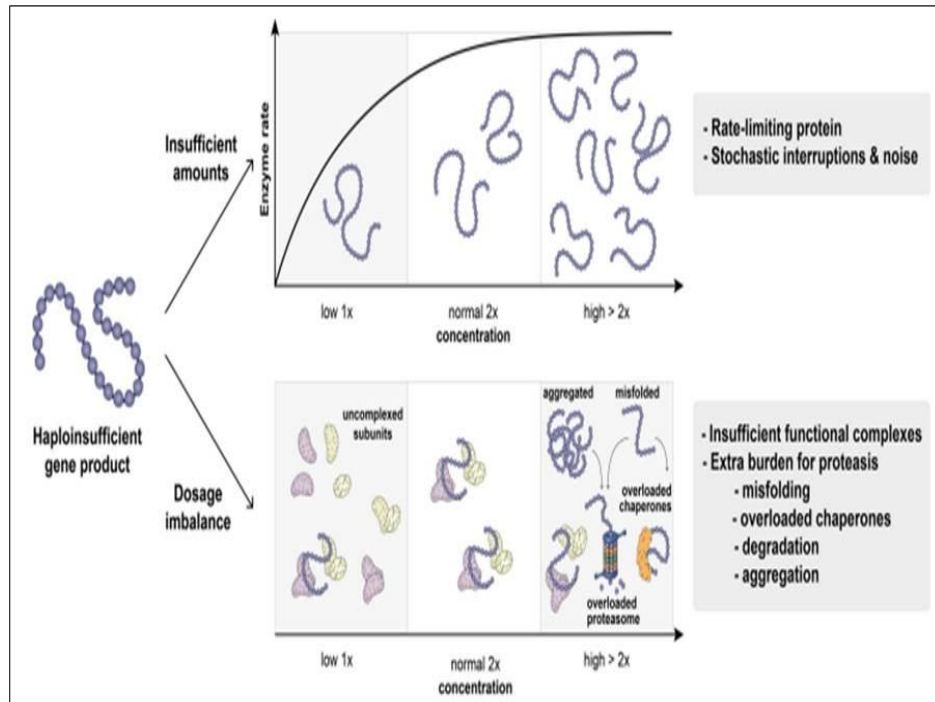 Insufficient
amounts
Enzyme rate
low 1x
normal 2x
high > 2x
concentration
- Rate-limiting protein
- Stochastic interruptions & noise
Haploinsufficient
gene product
Dosage
imbalance
uncomplexed
subunits
aggregated
misfolded
overloaded
chaperones
overloaded
proteasome
low 1x
normal 2x
high > 2x
concentration
- Insufficient functional complexes
- Extra burden for proteasis
- misfolding
- overloaded chaperones
- degradation
- aggregation